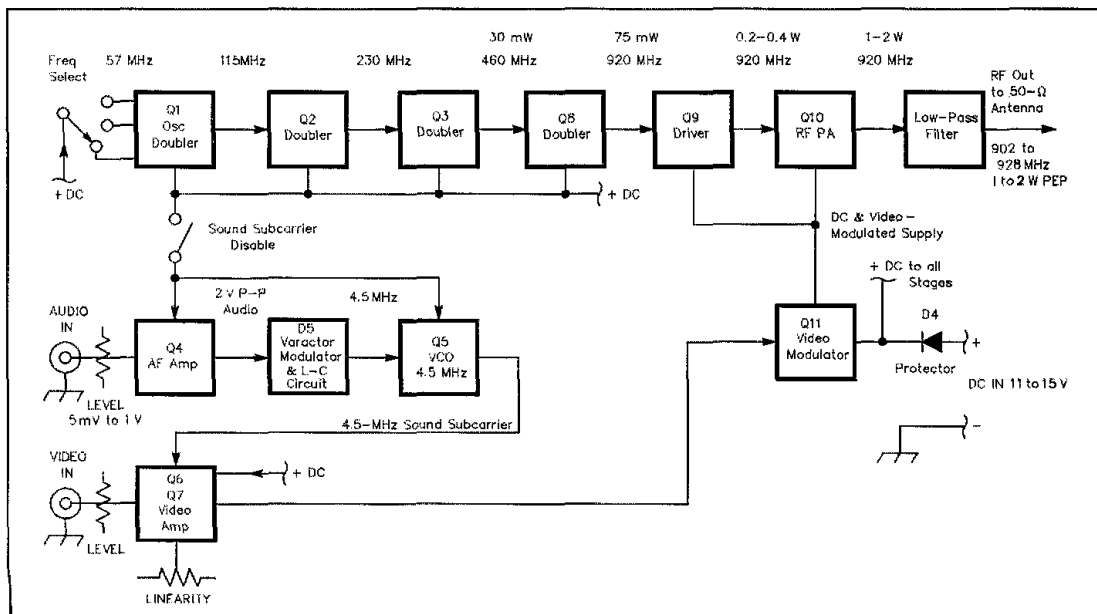 30 mW 75 mW 0.2-0.4 W 1-2 W
Freq
Select
57 MHz 115MHz 230 MHz 460 MHz 920 MHz 920 MHz 920 MHz
RF Out
to 50-Ω
Antenna
Q1
Osc
Doubler
Q2
Doubler
Q3
Doubler
Q8
Doubler
Q9
Driver
Q10
RF PA
Low-Pass
Filter
+ DC
+ DC
902 to
928 MHz
1 to 2 W PEP
Sound Subcarrier
Disable
DC & Video-
Modulated Supply
+ DC to all
Stages
AUDIO
IN
2 V P-P
Audio
4.5 MHz
Q4
AF Amp
D5
Varactor
Modulator
& L-C
Circuit
Q5
VCO
4.5 MHz
Q11
Video
Modulator
D4
+
Protector
DC IN 11 to 15 V
LEVEL
5 mV to 1 V
4.5-MHz Sound Subcarrier
-
VIDEO
IN
Q6
Q7
Video
Amp
+ DC
LEVEL
LINEARITY